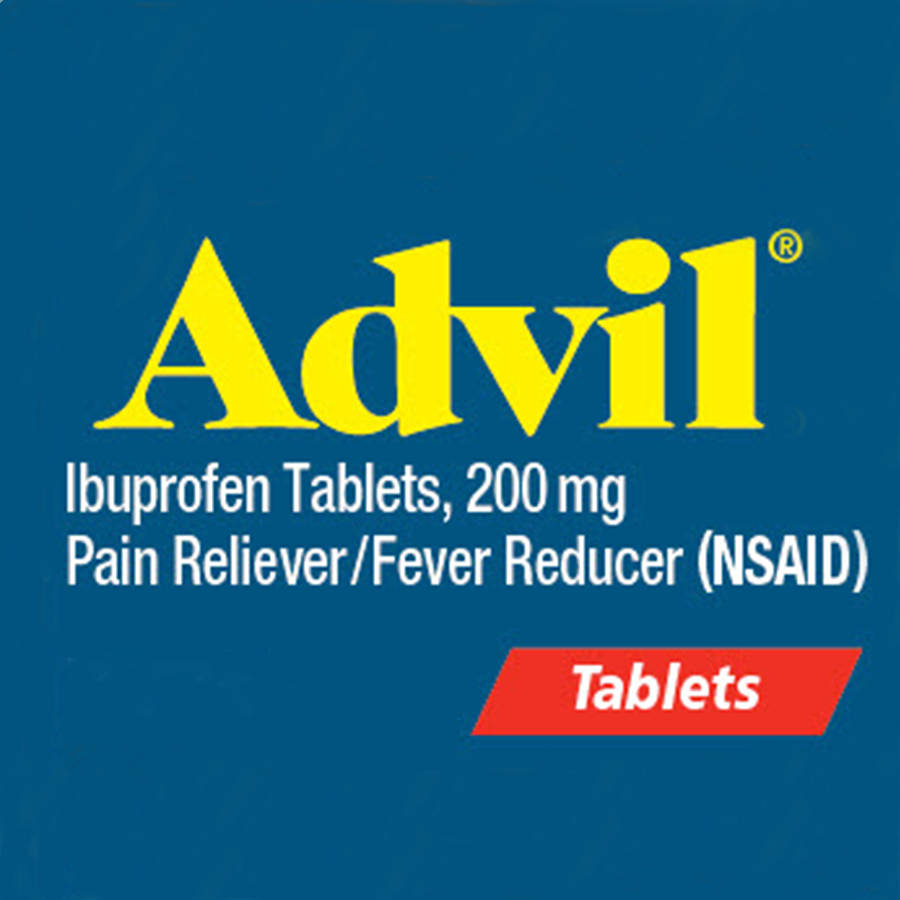 Advil®
Ibuprofen Tablets, 200 mg
Pain Reliever/Fever Reducer (NSAID)
Tablets